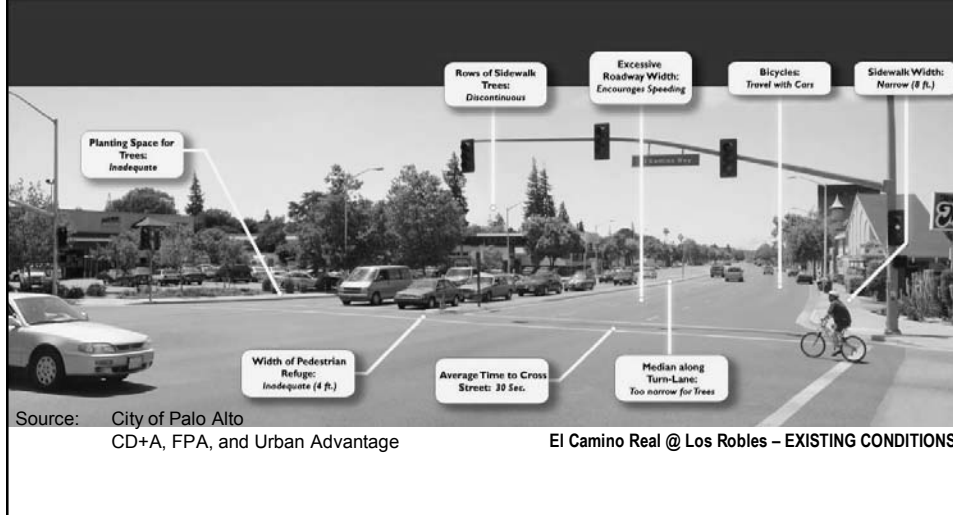 Rows of Sidewalk
Trees:
Discontinuous
Excessive
Roadway Width:
Encourages Speeding
Bicycles:
Travel with Cars
Sidewalk Width:
Narrow (8 ft.)
Planting Space for
Trees:
Inadequate
El Camino Way
Width of Pedestrian
Refuge:
Inadequate (4 ft.)
Average Time to Cross
Street: 30 Sec.
Median along
Turn-Lane:
Too narrow for Trees
Source: City of Palo Alto
CD+A, FPA, and Urban Advantage
El Camino Real @ Los Robles – EXISTING CONDITIONS